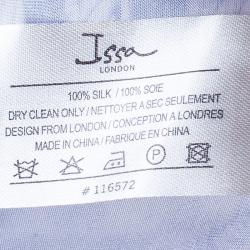 Issa
LONDON
100% SILK / 100% SOIE
DRY CLEAN ONLY / NETTOYER A SEC SEULEMENT
DESIGN FROM LONDON / CONCEPTION A LONDRES
MADE IN CHINA / FABRIQUE EN CHINA
P
# 116572